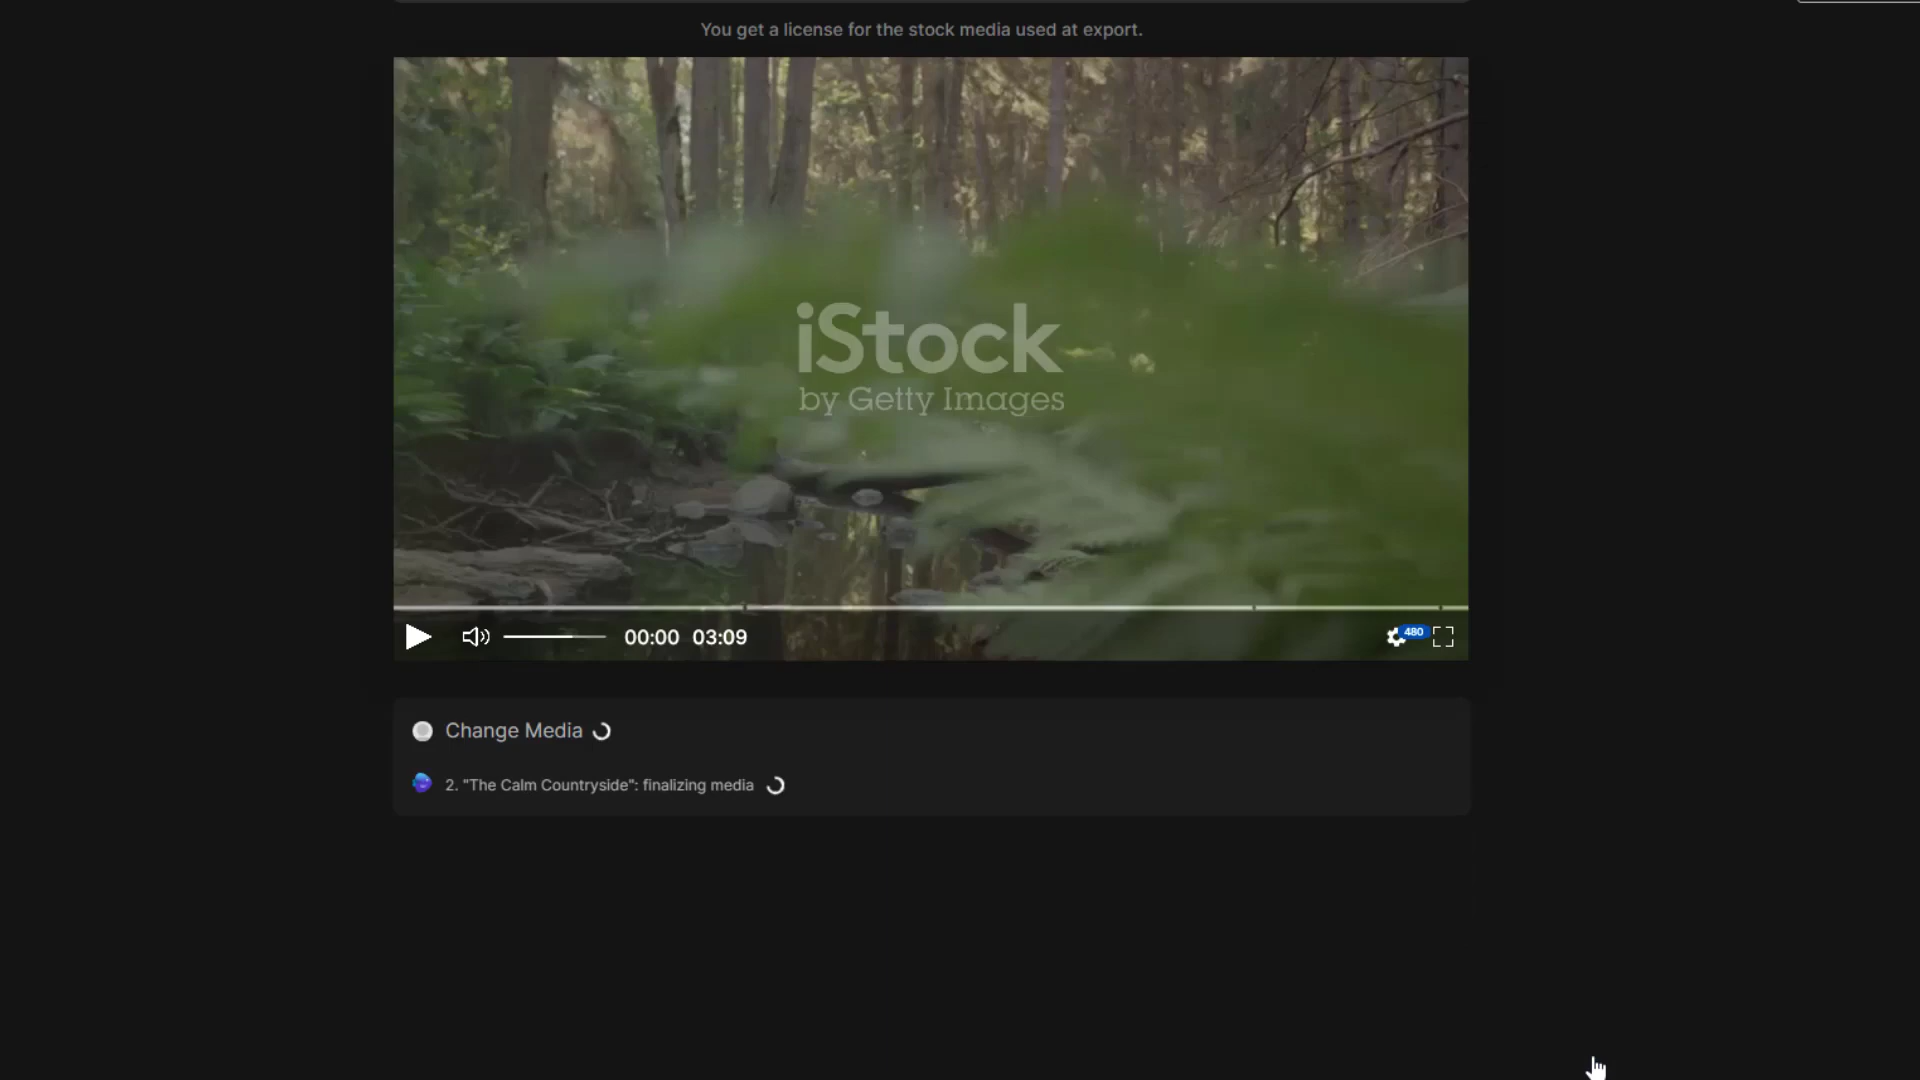 You get a license for the stock media used at export.
iStock
by Getty Images
00:00 03:09
480
Change Media
2. "The Calm Countryside": finalizing media